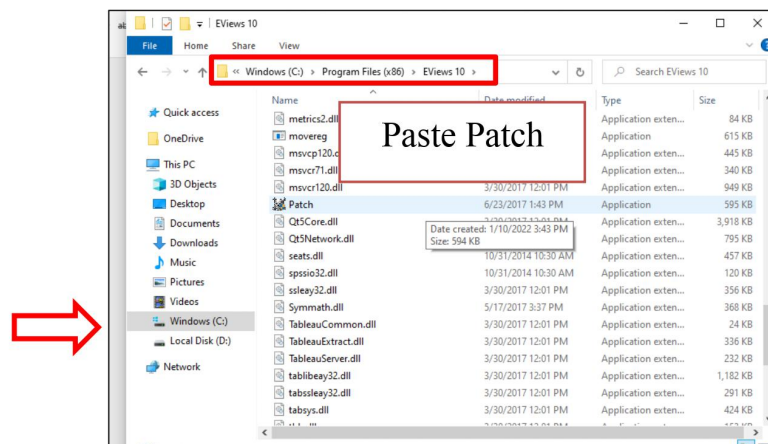 EViews 10
File Home Share View
« Windows (C:) › Program Files (x86) › EViews 10 ›
Search EViews 10
Name Date modified Type Size
Quick access
OneDrive
This PC
3D Objects
Desktop
Documents
Downloads
Music
Pictures
Videos
Windows (C:)
Local Disk (D:)
Network
metrics2.dll Application exten... 84 KB
movereg Application 615 KB
msvcp120.d Application exten... 445 KB
msvcr71.dll Application exten... 340 KB
msvcr120.dll 3/30/2017 12:01 PM Application exten... 949 KB
Patch 6/23/2017 1:43 PM Application 595 KB
Qt5Core.dll 3/30/2017 12:01 PM Application exten... 3,918 KB
Qt5Network.dll Application exten... 795 KB
seats.dll 10/31/2014 10:30 AM Application exten... 457 KB
spssio32.dll 10/31/2014 10:30 AM Application exten... 120 KB
ssleay32.dll 3/30/2017 12:01 PM Application exten... 356 KB
Symmath.dll 5/17/2017 3:37 PM Application exten... 368 KB
TableauCommon.dll 3/30/2017 12:01 PM Application exten... 24 KB
TableauExtract.dll 3/30/2017 12:01 PM Application exten... 336 KB
TableauServer.dll 3/30/2017 12:01 PM Application exten... 232 KB
tablibeay32.dll 3/30/2017 12:01 PM Application exten... 1,182 KB
tabssleay32.dll 3/30/2017 12:01 PM Application exten... 291 KB
tabsys.dll 3/30/2017 12:01 PM Application exten... 424 KB
Paste Patch
Date created: 1/10/2022 3:43 PM
Size: 594 KB